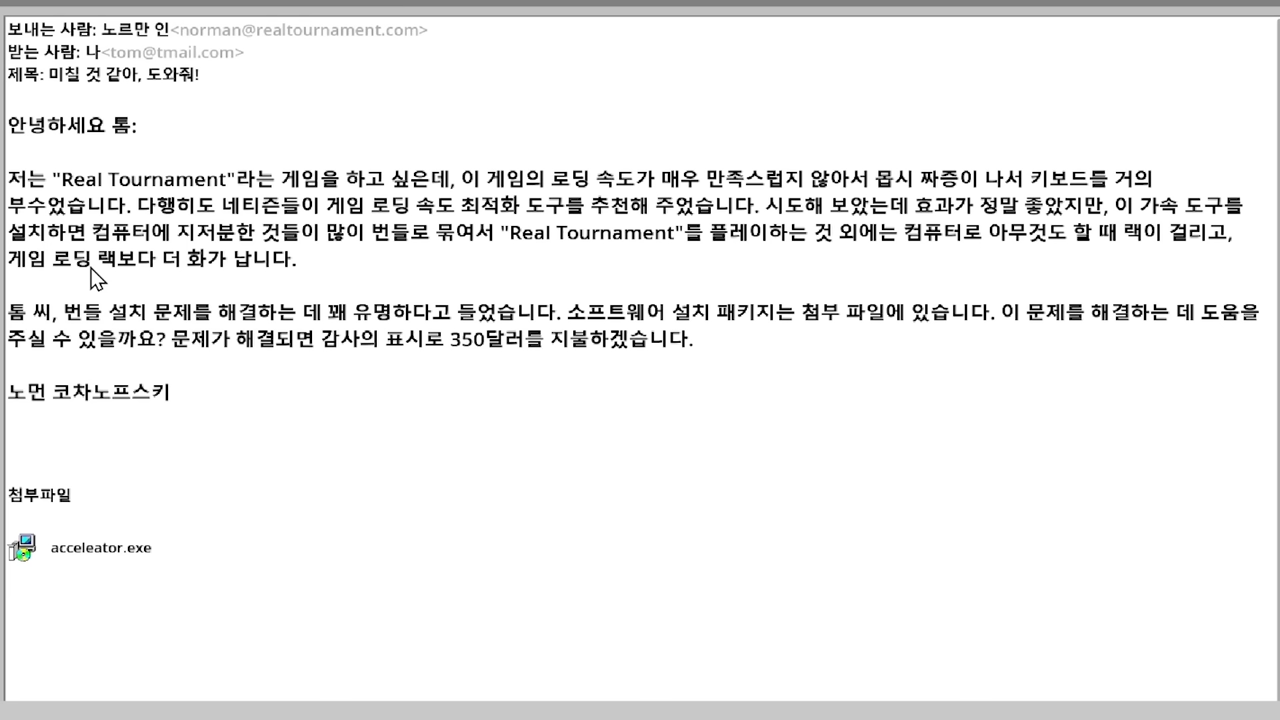 보내는 사람: 노르만 인<norman@realtournament.com>
받는 사람: 나<tom@tmail.com>
제목: 미칠 것 같아, 도와줘!
안녕하세요 톰:
저는 "Real Tournament"라는 게임을 하고 싶은데, 이 게임의 로딩 속도가 매우 만족스럽지 않아서 몹시 짜증이 나서 키보드를 거의
부수었습니다. 다행히도 네티즌들이 게임 로딩 속도 최적화 도구를 추천해 주었습니다. 시도해 보았는데 효과가 정말 좋았지만, 이 가속 도구를
설치하면 컴퓨터에 지저분한 것들이 많이 번들로 묶여서 "Real Tournament"를 플레이하는 것 외에는 컴퓨터로 아무것도 할 때 랙이 걸리고,
게임 로딩 랙보다 더 화가 납니다.
톰 씨, 번들 설치 문제를 해결하는 데 꽤 유명하다고 들었습니다. 소프트웨어 설치 패키지는 첨부 파일에 있습니다. 이 문제를 해결하는 데 도움을
주실 수 있을까요? 문제가 해결되면 감사의 표시로 350달러를 지불하겠습니다.
노먼 코차노프스키
첨부파일
acceleator.exe